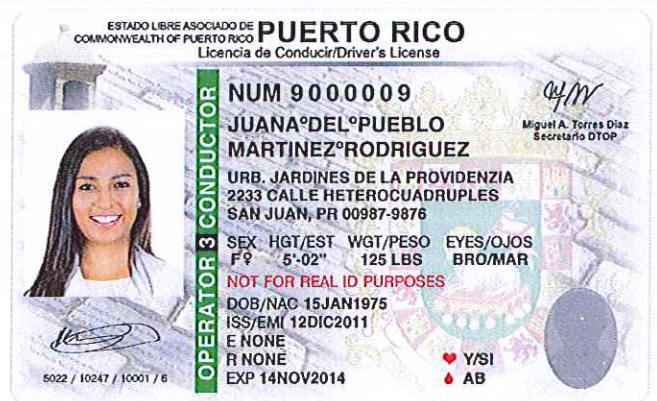 ESTADO LIBRE ASOCIADO DE
COMMONWEALTH OF PUERTO RICO
PUERTO RICO
Licencia de Conducir/Driver's License
OPERATOR 3 CONDUCTOR
NUM 9000009
JUANA°DEL°PUEBLO
MARTINEZ°RODRIGUEZ
Miguel A. Torres Diaz
Secretario DTOP
URB. JARDINES DE LA PROVIDENZIA
2233 CALLE HETEROCUADRUPLES
SAN JUAN, PR 00987-9876
SEX HGT/EST WGT/PESO EYES/OJOS
F♀ 5'-02" 125 LBS BRO/MAR
NOT FOR REAL ID PURPOSES
DOB/NAC 15JAN1975
ISS/EMI 12DIC2011
E NONE
R NONE ♥ Y/SI
EXP 14NOV2014 🩸 AB
5022 / 10247 / 10001 / 6